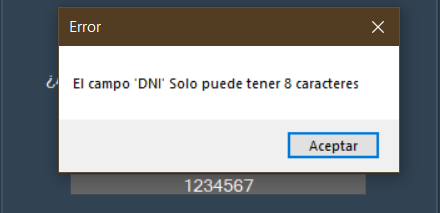 Error
El campo 'DNI' Solo puede tener 8 caracteres
Aceptar
1234567